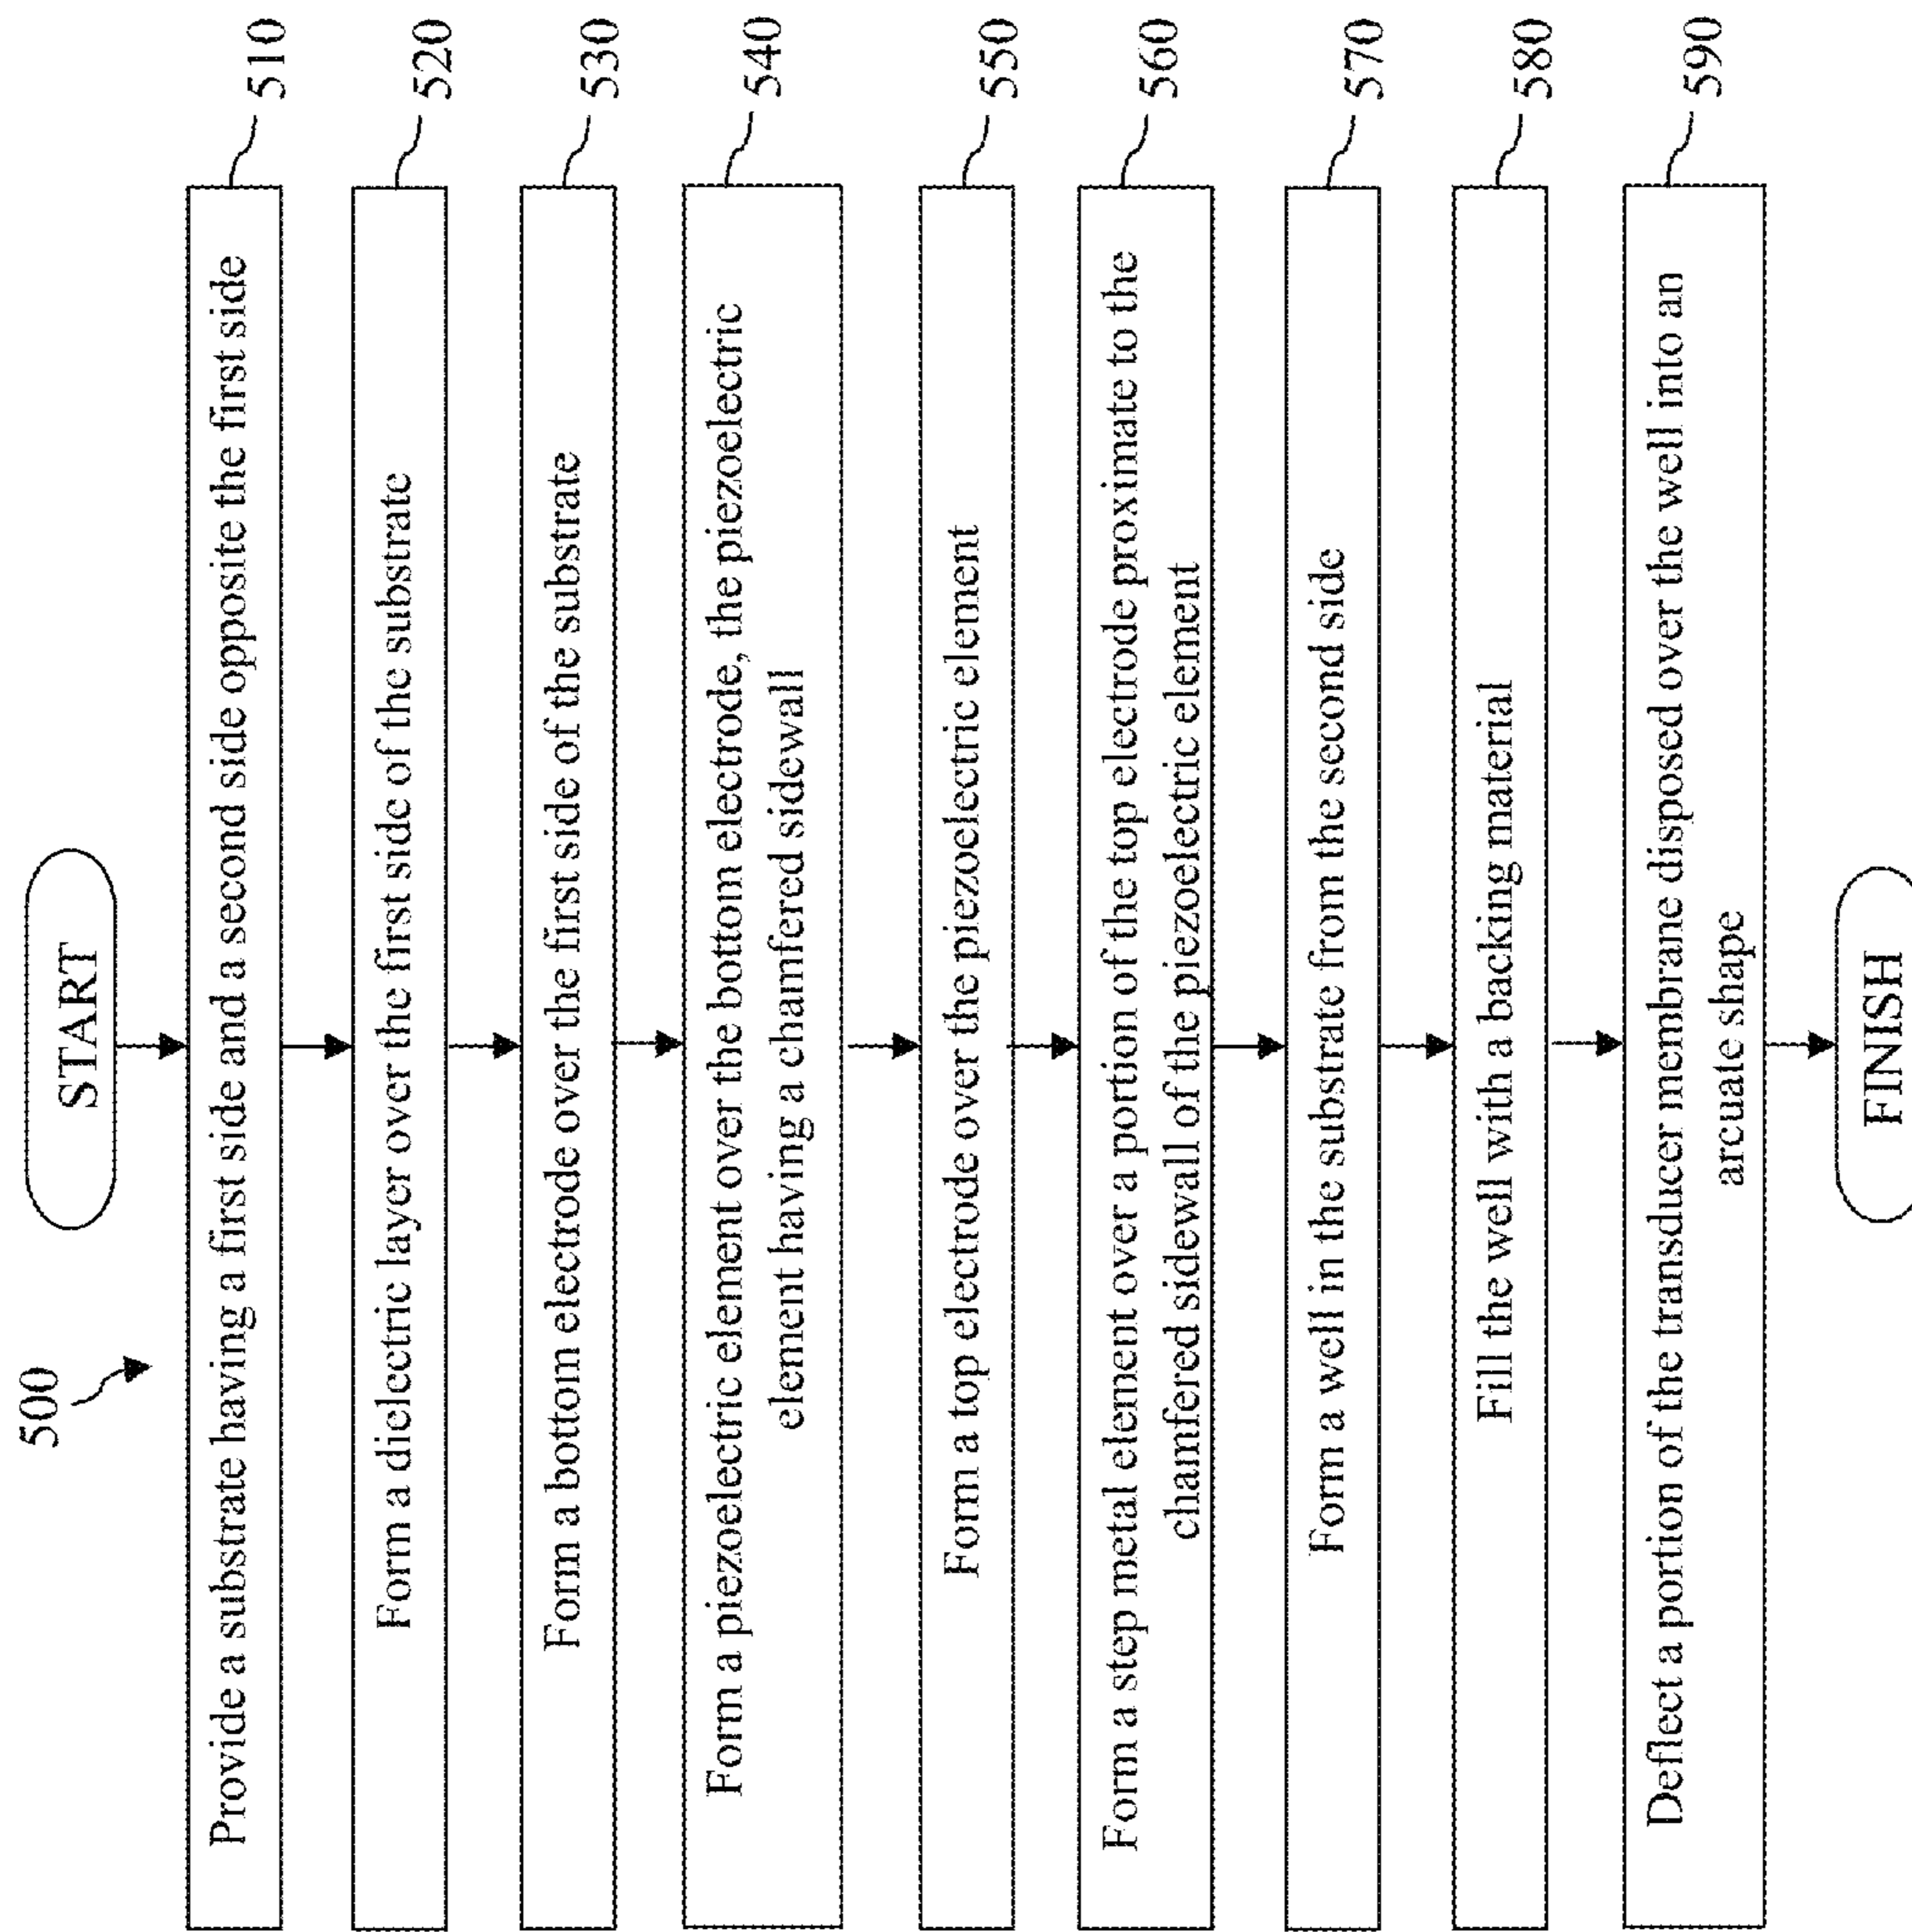 500
START
Provide a substrate having a first side and a second side opposite the first side
510
Form a dielectric layer over the first side of the substrate
520
Form a bottom electrode over the first side of the substrate
530
Form a piezoelectric element over the bottom electrode, the piezoelectric
element having a chamfered sidewall
540
Form a top electrode over the piezoelectric element
550
Form a step metal element over a portion of the top electrode proximate to the
chamfered sidewall of the piezoelectric element
560
Form a well in the substrate from the second side
570
Fill the well with a backing material
580
Deflect a portion of the transducer membrane disposed over the well into an
arcuate shape
590
FINISH